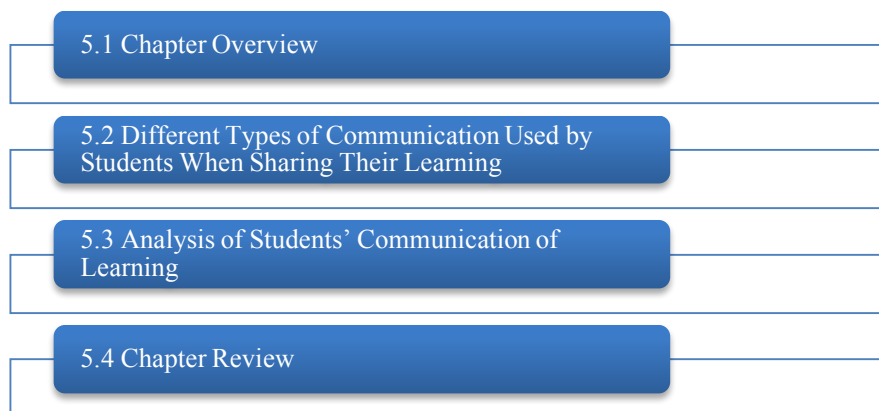 5.1 Chapter Overview
5.2 Different Types of Communication Used by
Students When Sharing Their Learning
5.3 Analysis of Students’ Communication of
Learning
5.4 Chapter Review